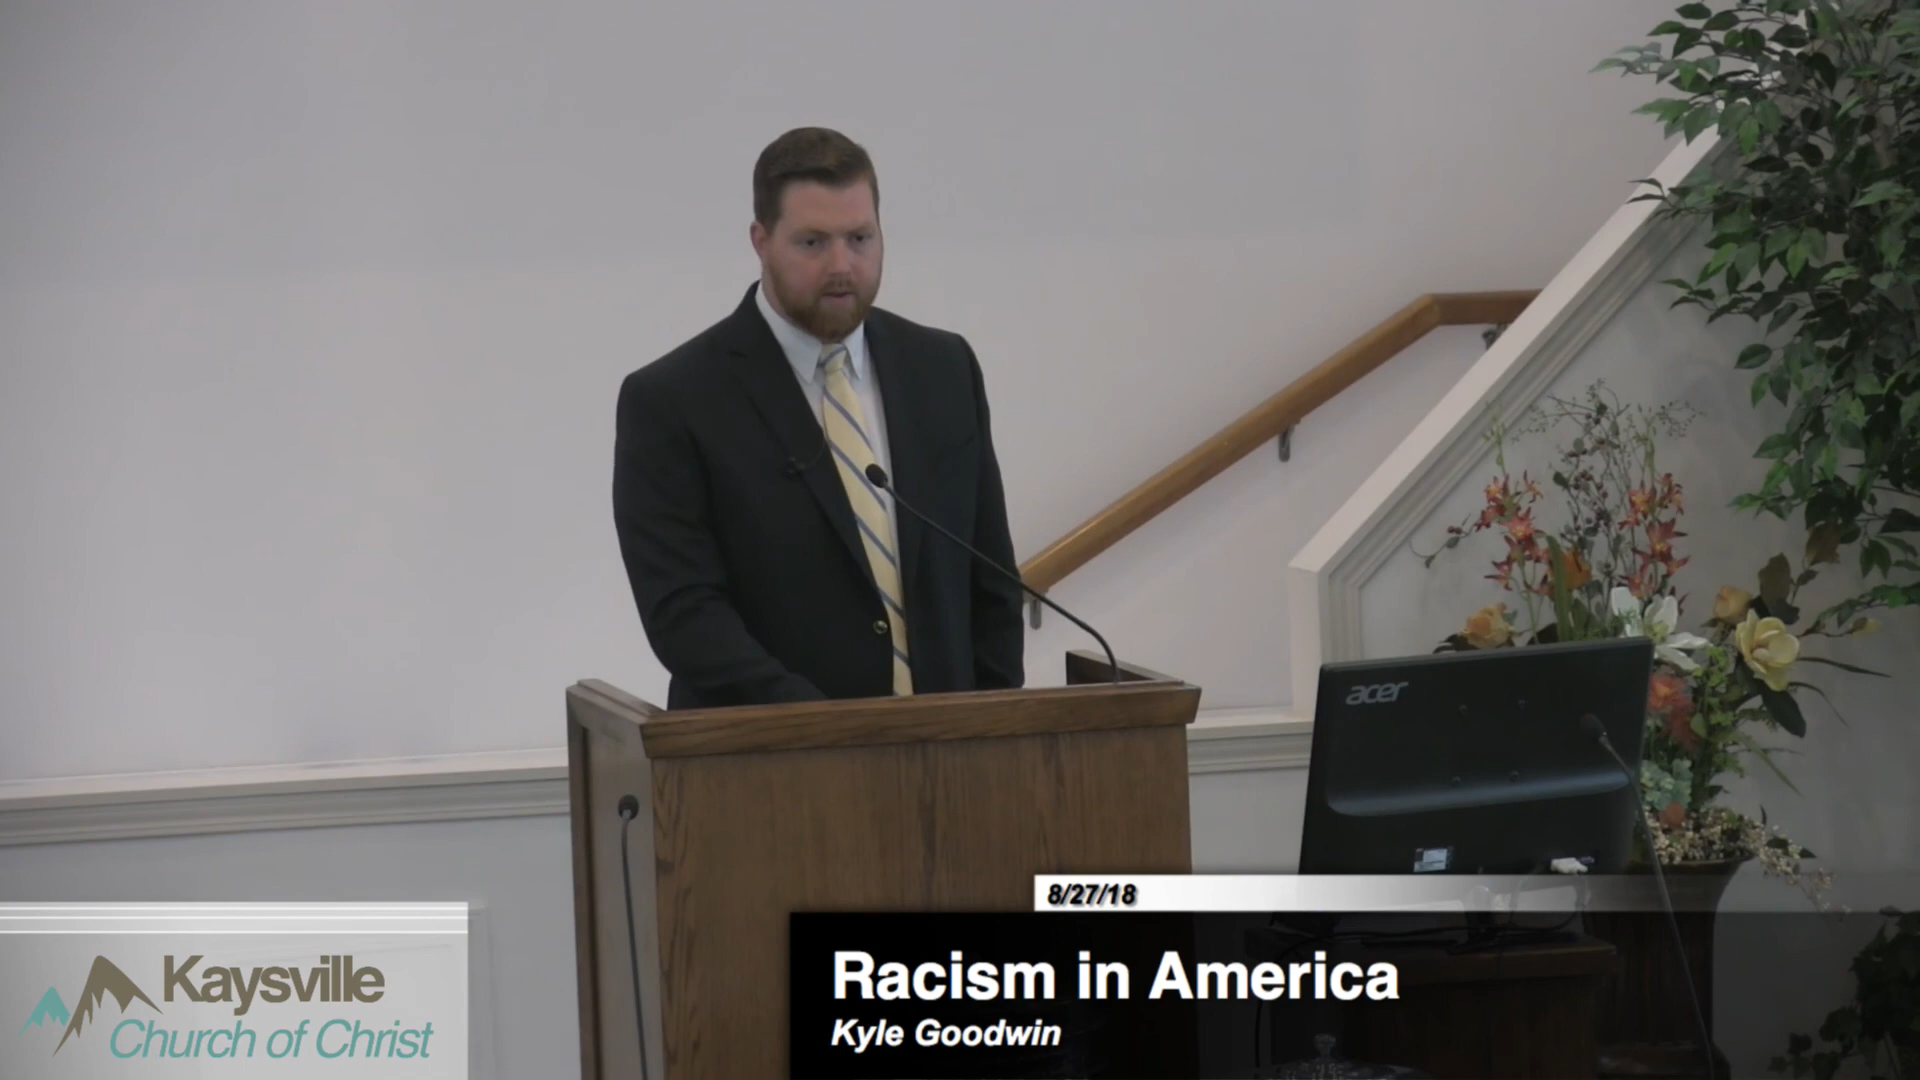 acer
8/27/18
Racism in America
Kyle Goodwin
Kaysville
Church of Christ